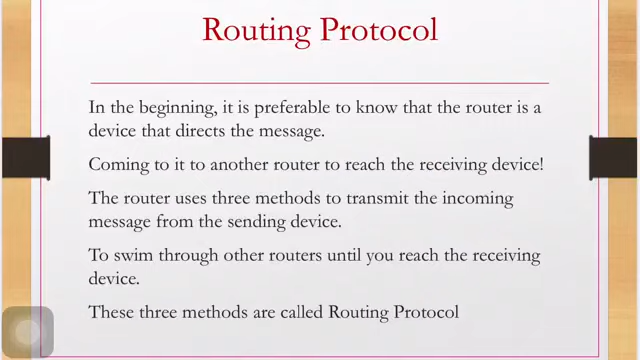 Routing Protocol
In the beginning, it is preferable to know that the router is a
device that directs the message.
Coming to it to another router to reach the receiving device!
The router uses three methods to transmit the incoming
message from the sending device.
To swim through other routers until you reach the receiving
device.
These three methods are called Routing Protocol